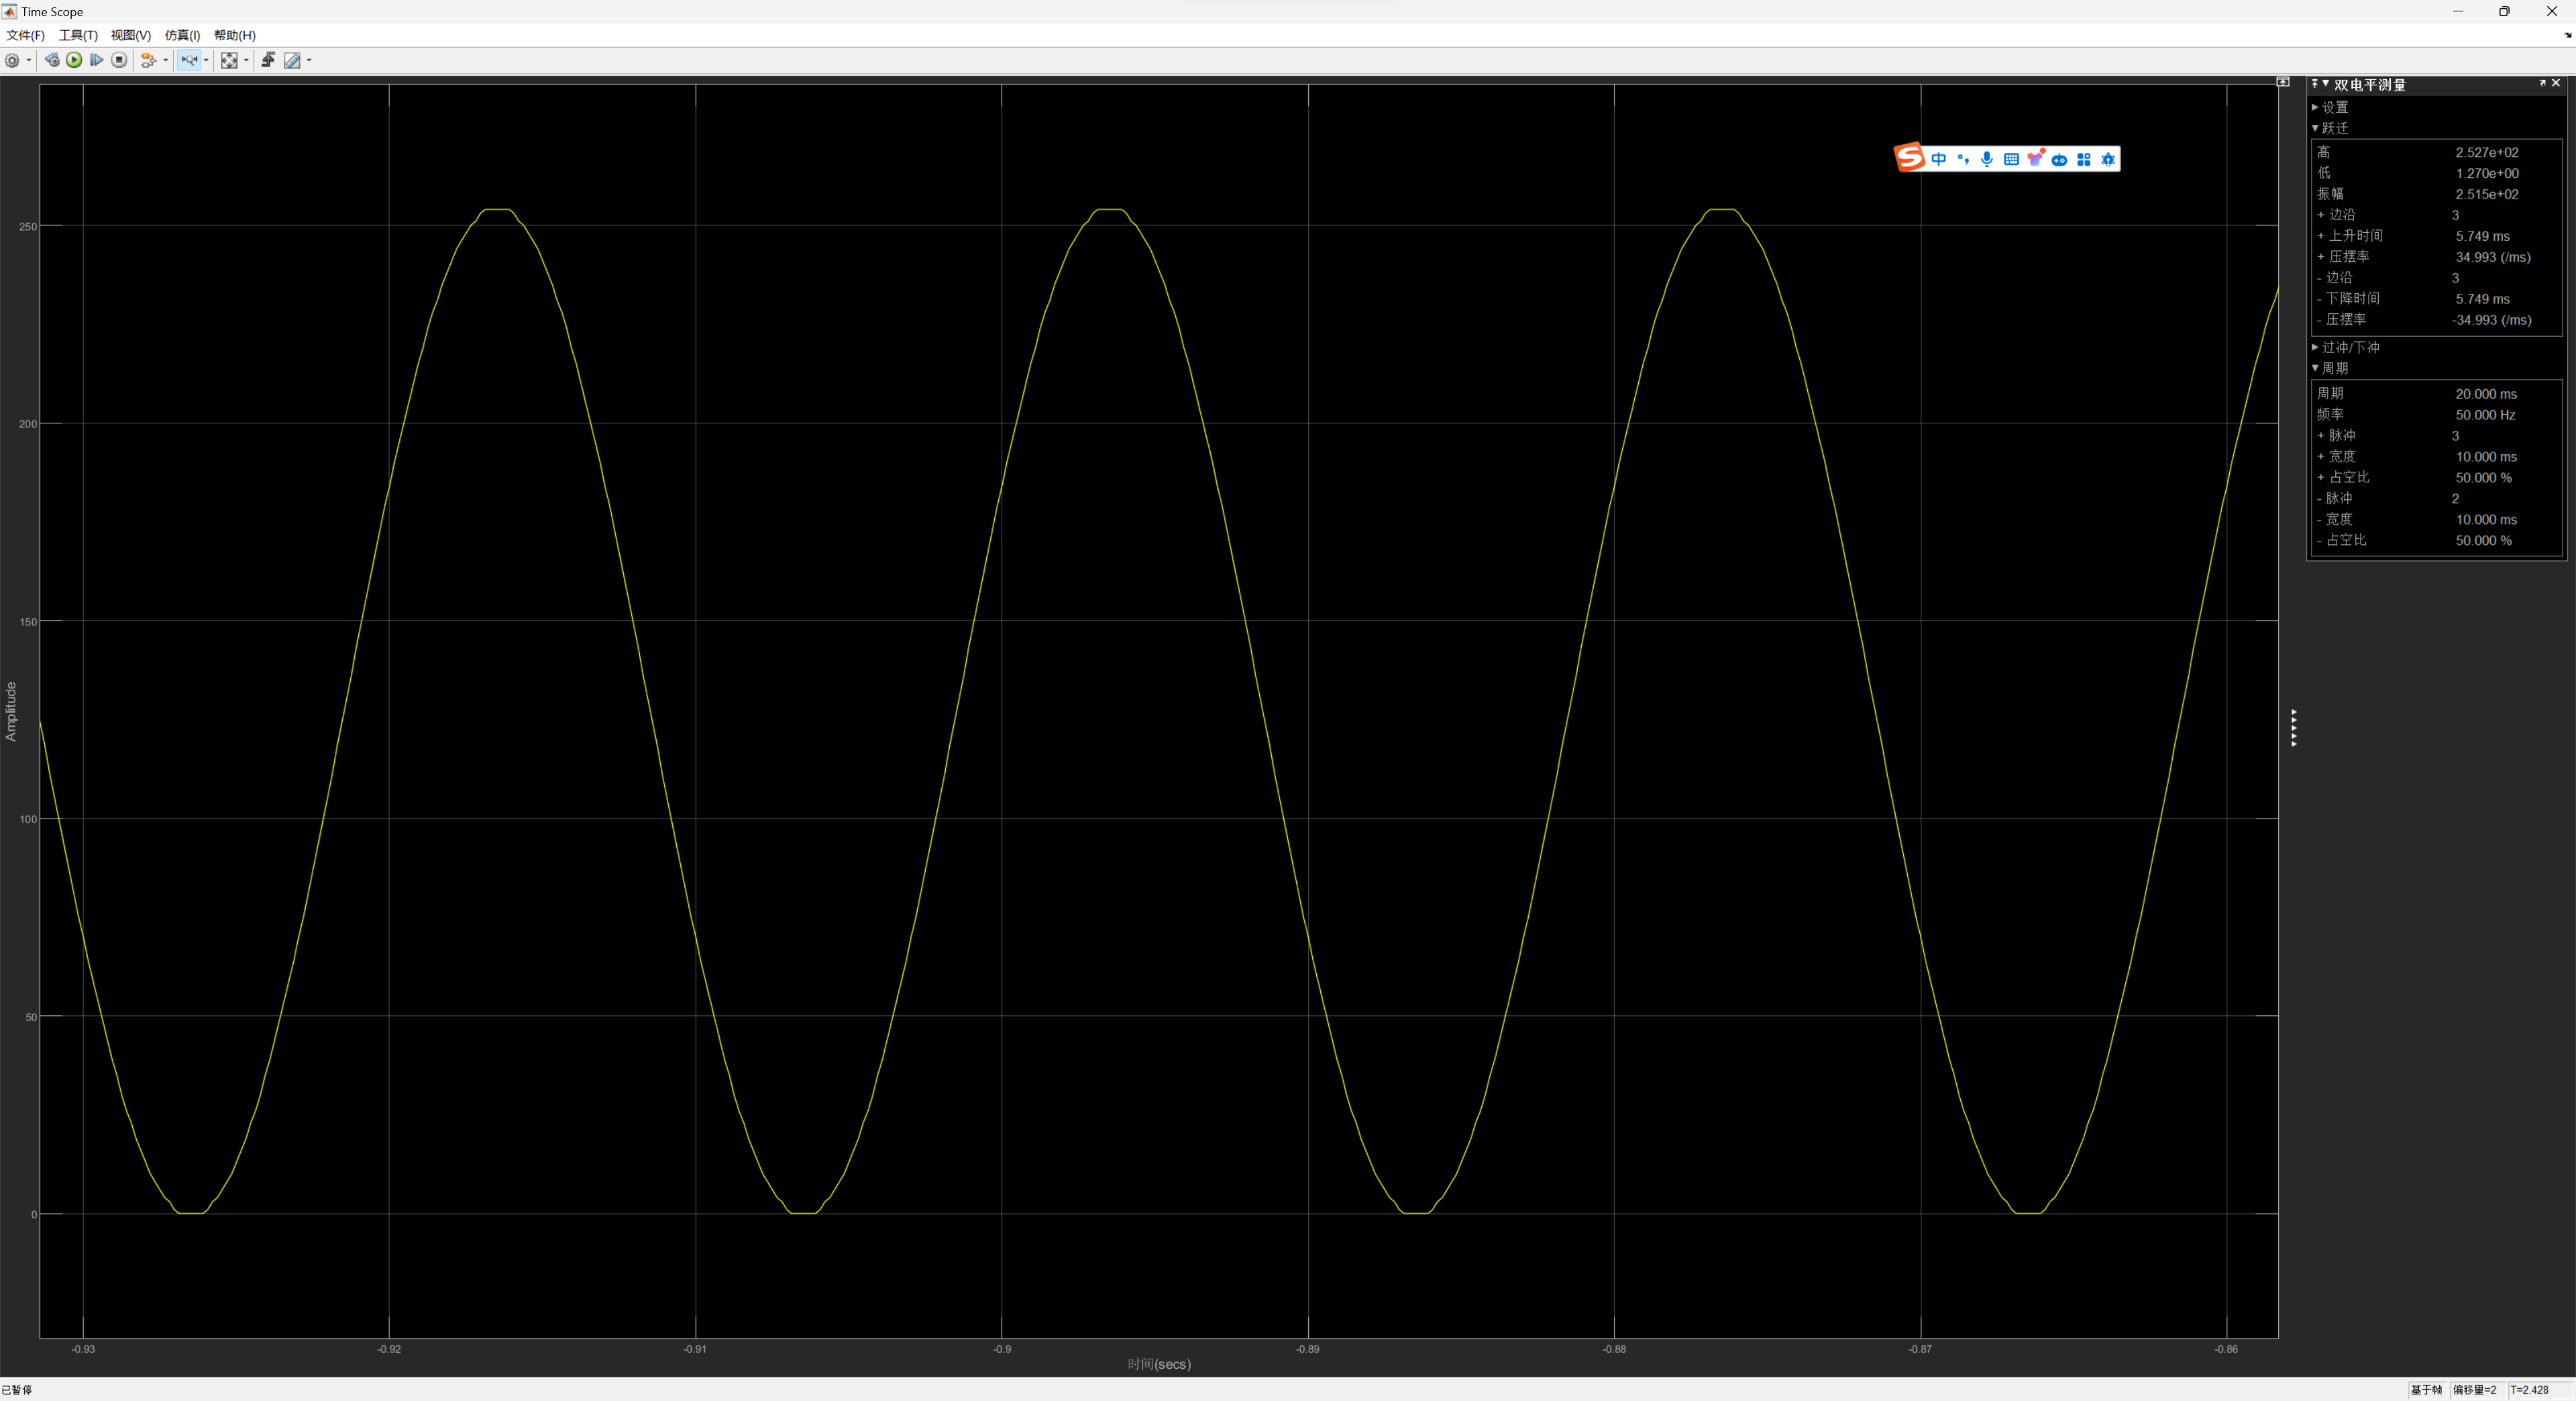 Time Scope
文件(F) 工具(T) 视图(V) 仿真(I) 帮助(H)
双电平测量
设置
跃迁
高 2.527e+02
低 1.270e+00
振幅 2.515e+02
+ 边沿 3
+ 上升时间 5.749 ms
+ 压摆率 34.993 (/ms)
- 边沿 3
- 下降时间 5.749 ms
- 压摆率 -34.993 (/ms)
过冲/下冲
周期
周期 20.000 ms
频率 50.000 Hz
+ 脉冲 3
+ 宽度 10.000 ms
+ 占空比 50.000 %
- 脉冲 2
- 宽度 10.000 ms
- 占空比 50.000 %
中
250
200
150
100
50
0
Amplitude
-0.93 -0.92 -0.91 -0.9 -0.89 -0.88 -0.87 -0.86
时间(secs)
已暂停 基于帧 偏移量=2 T=2.428